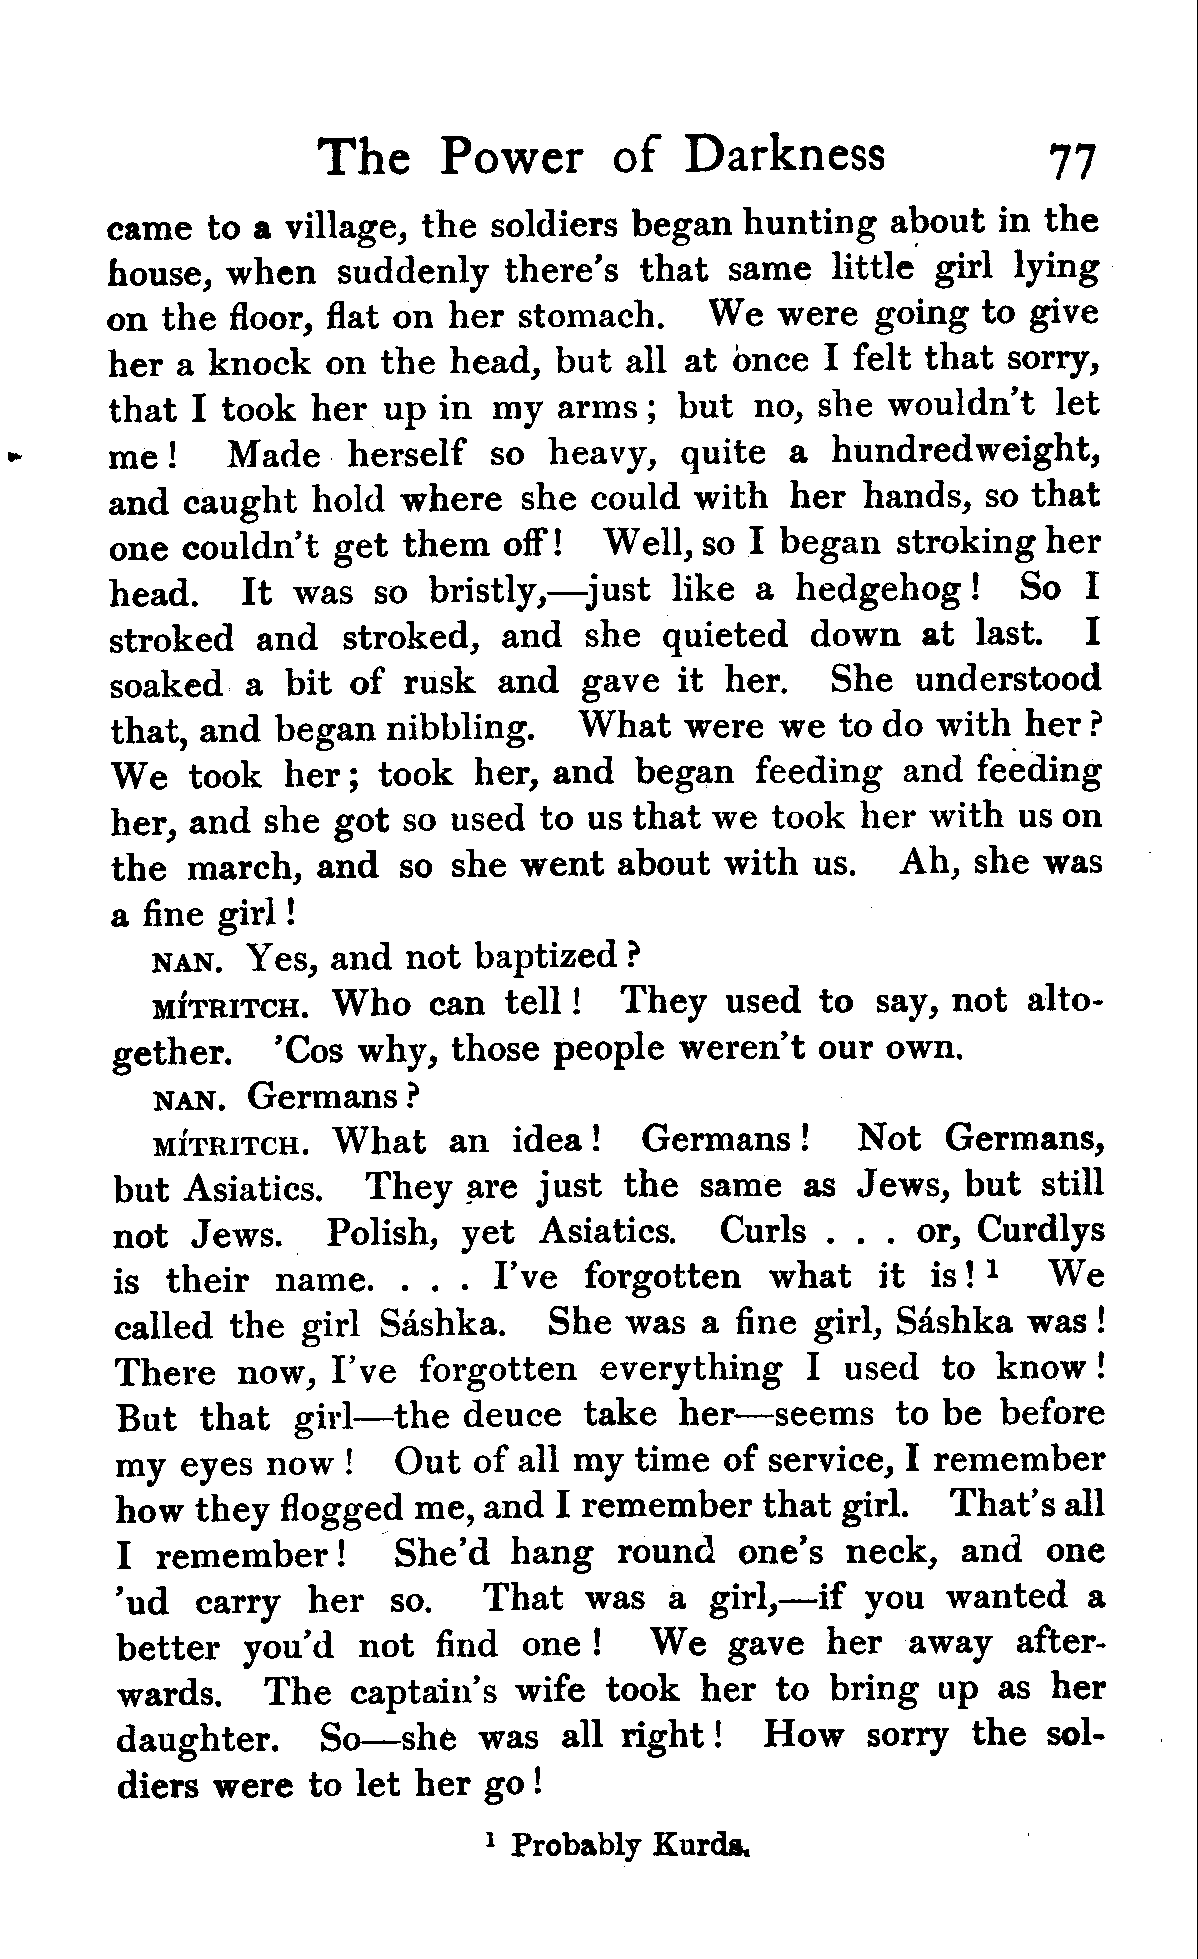 The Power of Darkness 77
came to a village, the soldiers began hunting about in the
house, when suddenly there's that same little girl lying
on the floor, flat on her stomach. We were going to give
her a knock on the head, but all at once I felt that sorry,
that I took her up in my arms; but no, she wouldn't let
me! Made herself so heavy, quite a hundredweight,
and caught hold where she could with her hands, so that
one couldn't get them off! Well, so I began stroking her
head. It was so bristly,—just like a hedgehog! So I
stroked and stroked, and she quieted down at last. I
soaked a bit of rusk and gave it her. She understood
that, and began nibbling. What were we to do with her?
We took her; took her, and began feeding and feeding
her, and she got so used to us that we took her with us on
the march, and so she went about with us. Ah, she was
a fine girl!
NAN. Yes, and not baptized?
MÍTRITCH. Who can tell! They used to say, not alto-
gether. 'Cos why, those people weren't our own.
NAN. Germans?
MÍTRITCH. What an idea! Germans! Not Germans,
but Asiatics. They are just the same as Jews, but still
not Jews. Polish, yet Asiatics. Curls . . . or, Curdlys
is their name. . . . I've forgotten what it is!¹ We
called the girl Sáshka. She was a fine girl, Sáshka was!
There now, I've forgotten everything I used to know!
But that girl—the deuce take her—seems to be before
my eyes now! Out of all my time of service, I remember
how they flogged me, and I remember that girl. That's all
I remember! She'd hang round one's neck, and one
'ud carry her so. That was a girl,—if you wanted a
better you'd not find one! We gave her away after-
wards. The captain's wife took her to bring up as her
daughter. So—she was all right! How sorry the sol-
diers were to let her go!
¹ Probably Kurds.